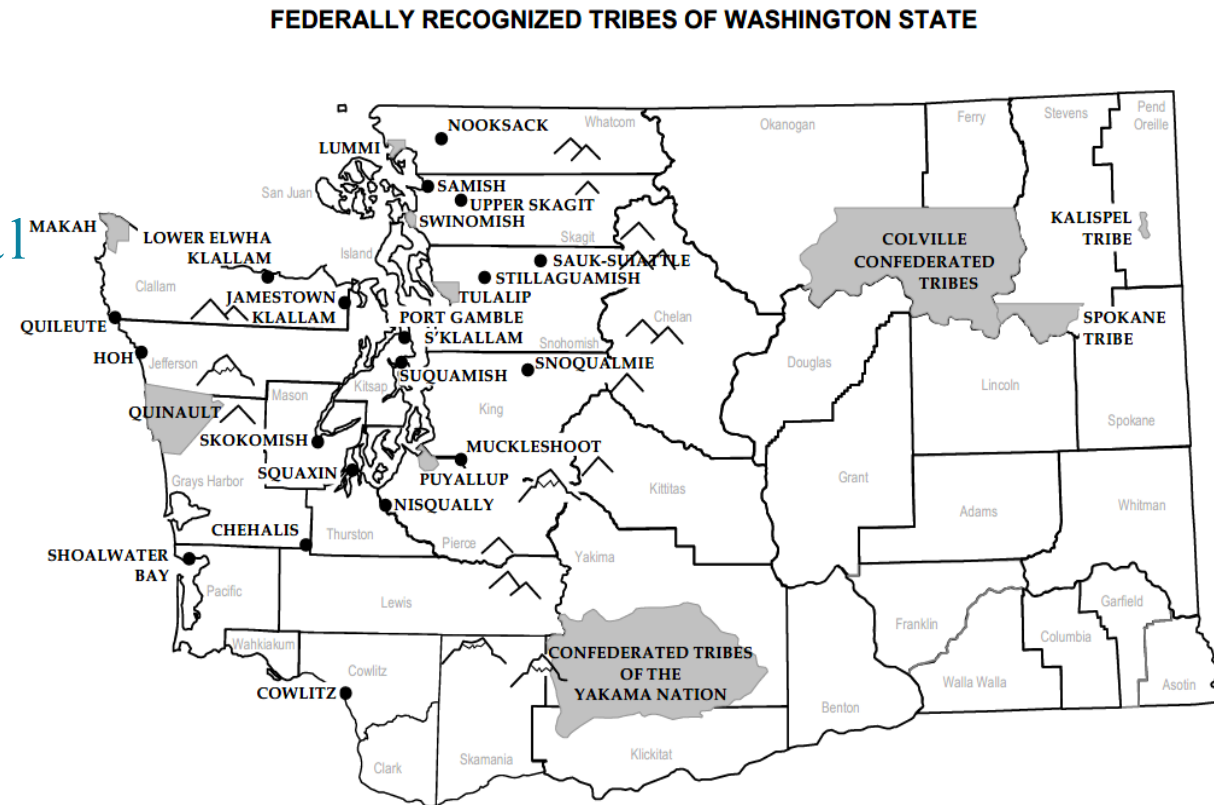 FEDERALLY RECOGNIZED TRIBES OF WASHINGTON STATE
NOOKSACK
Whatcom
Okanogan
Ferry
Stevens
Pend
Oreille
LUMMI
San Juan
SAMISH
UPPER SKAGIT
SWINOMISH
Skagit
MAKAH
LOWER ELWHA
KLALLAM
Island
SAUK-SUIATTLE
STILLAGUAMISH
COLVILLE
CONFEDERATED
TRIBES
KALISPEL
TRIBE
Clallam
JAMESTOWN
KLALLAM
TULALIP
PORT GAMBLE
S'KLALLAM
Snohomish
Chelan
SPOKANE
TRIBE
QUILEUTE
HOH
Jefferson
SUQUAMISH
SNOQUALMIE
Douglas
Lincoln
Mason
Kitsap
King
QUINAULT
SKOKOMISH
Spokane
MUCKLESHOOT
SQUAXIN
PUYALLUP
Grays Harbor
Kittitas
Grant
Adams
Whitman
NISQUALLY
CHEHALIS
Thurston
Pierce
Yakima
SHOALWATER
BAY
Pacific
Lewis
Garfield
Franklin
Columbia
Wahkiakum
Cowlitz
CONFEDERATED TRIBES
OF THE
YAKAMA NATION
Walla Walla
Asotin
COWLITZ
Benton
Klickitat
Skamania
Clark